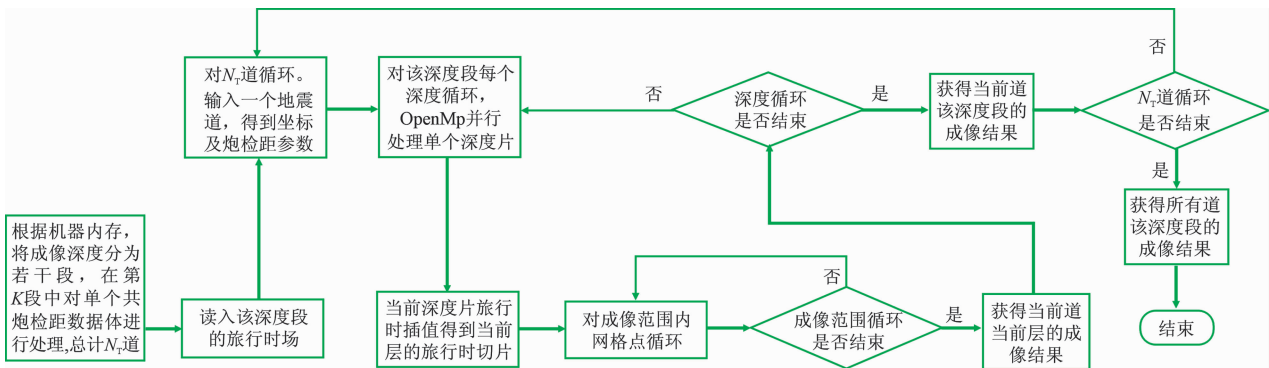 根据机器内存，
将成像深度分为
若干段，在第
K段中对单个共
炮检距数据体进
行处理,总计N_T道
读入该深度段
的旅行时场
对N_T道循环。
输入一个地震
道，得到坐标
及炮检距参数
对该深度段每个
深度循环，
OpenMp并行
处理单个深度片
当前深度片旅行
时插值得到当前
层的旅行时切片
对成像范围内
网格点循环
否
成像范围循环
是否结束
是
获得当前道
当前层的成
像结果
否
深度循环
是否结束
是
获得当前道
该深度段的
成像结果
否
N_T道循环
是否结束
是
获得所有道
该深度段的
成像结果
结束